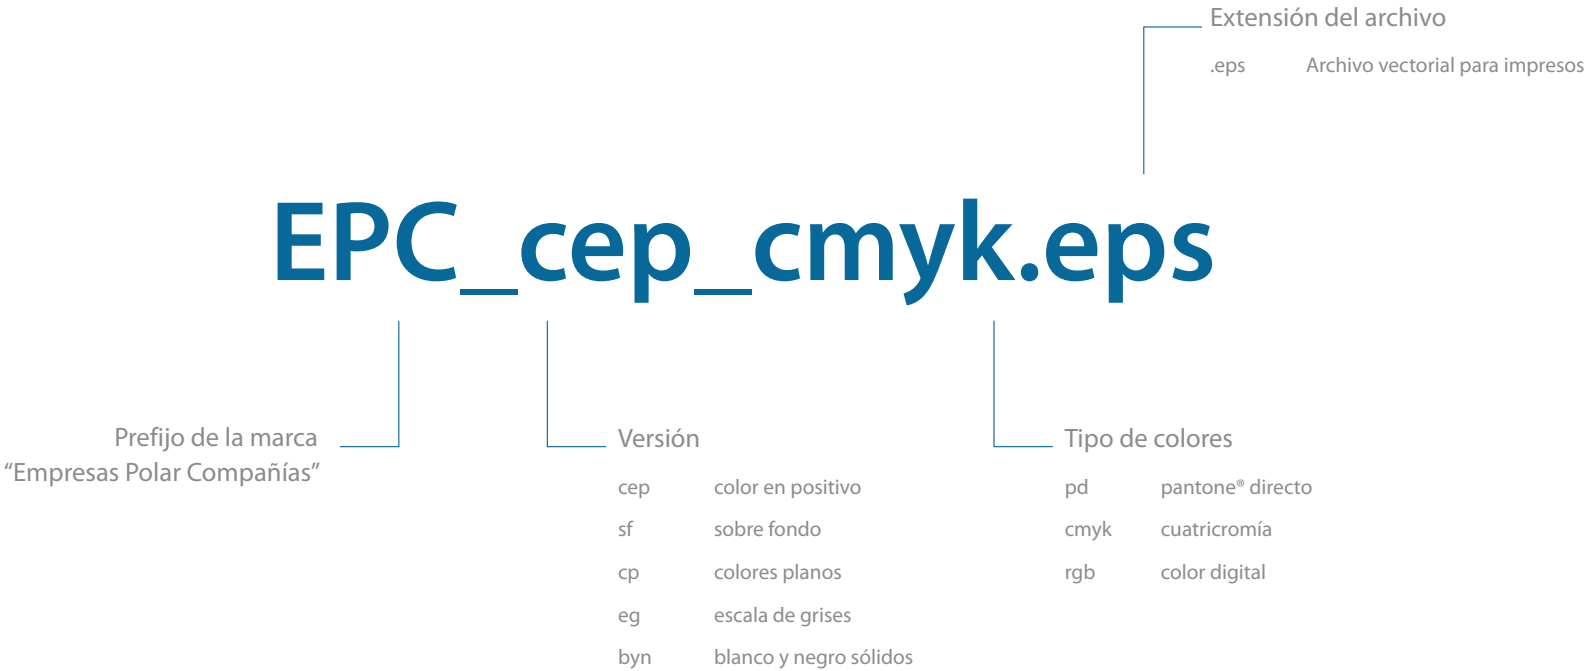 Extensión del archivo
.eps Archivo vectorial para impresos
EPC_cep_cmyk.eps
Prefijo de la marca
“Empresas Polar Compañías”
Versión
cep color en positivo
sf sobre fondo
cp colores planos
eg escala de grises
byn blanco y negro sólidos
Tipo de colores
pd pantone® directo
cmyk cuatricromía
rgb color digital